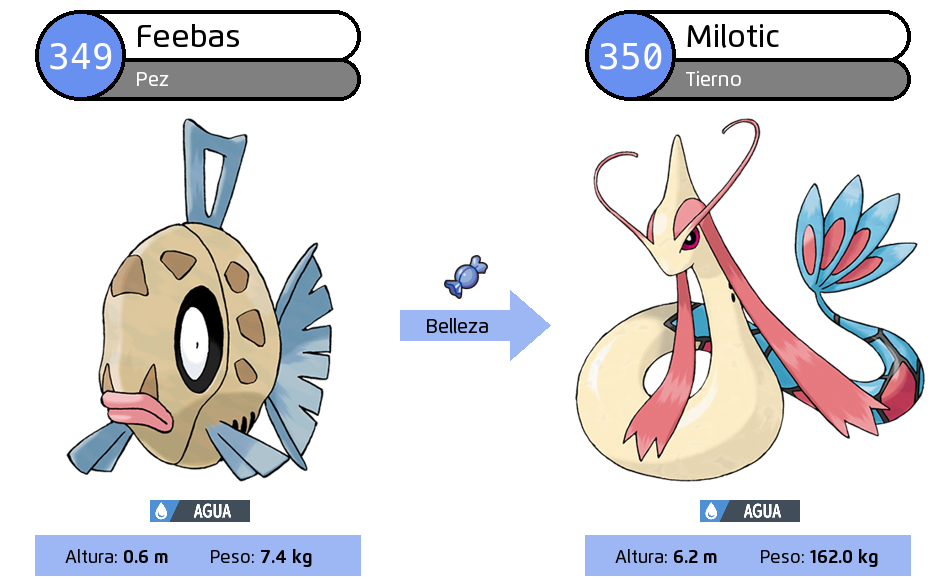 349
Feebas
Pez
350
Milotic
Tierno
Belleza
AGUA
AGUA
Altura: 0.6 m Peso: 7.4 kg
Altura: 6.2 m Peso: 162.0 kg